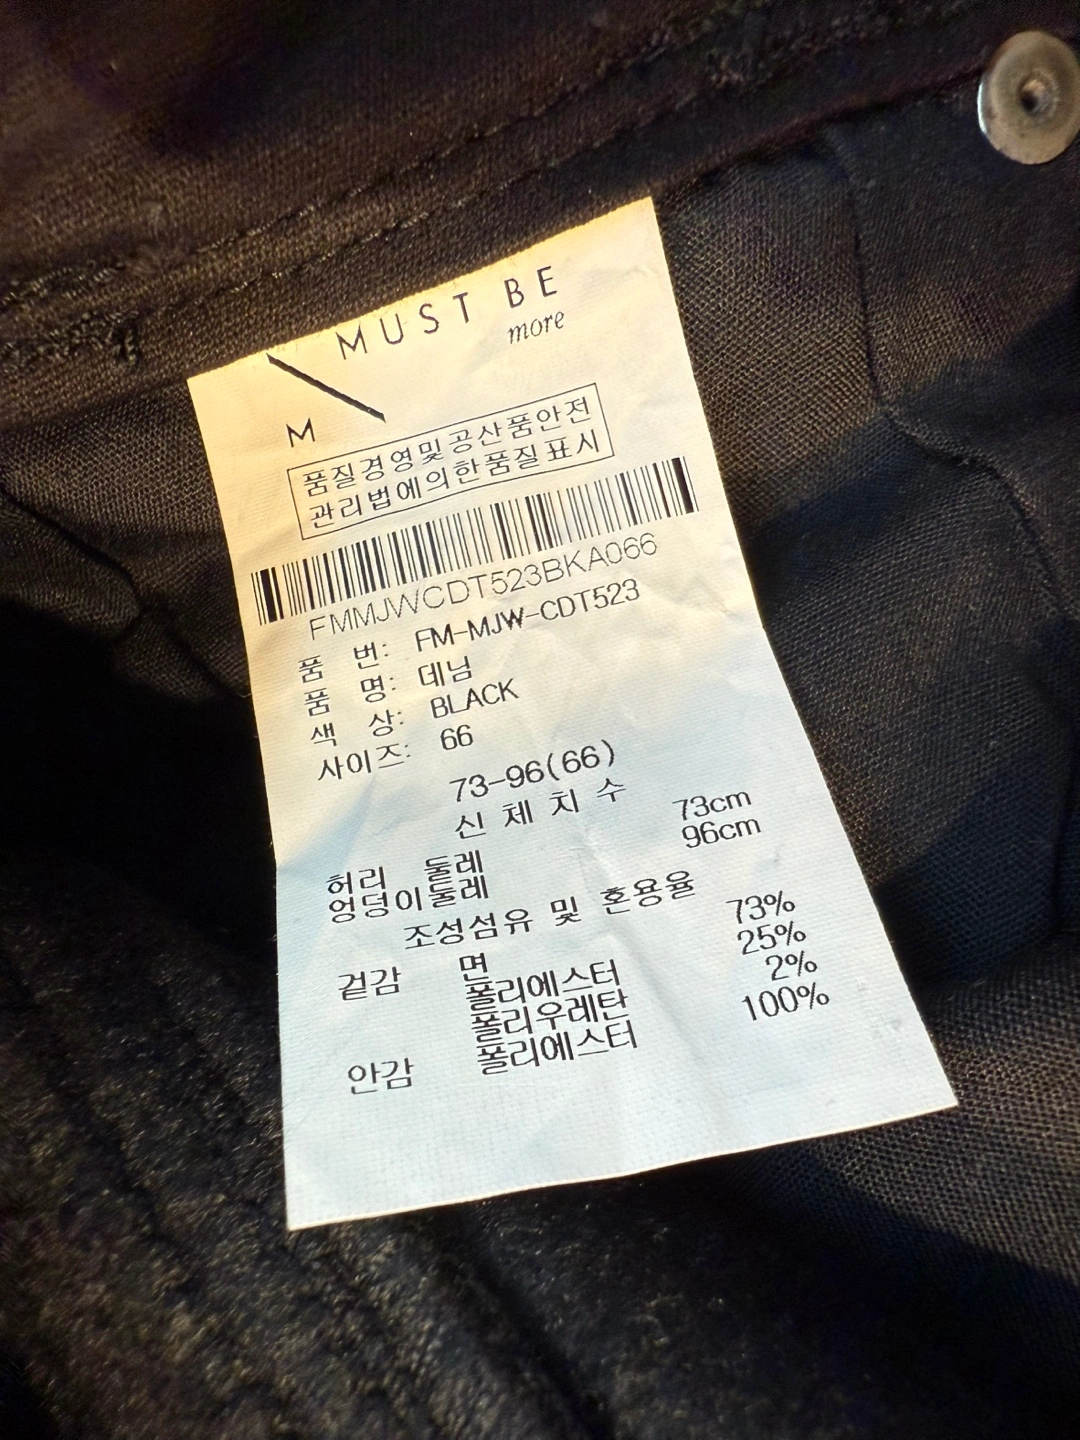 MUST BE
more
M
품질경영및공산품안전
관리법에의한품질표시
FMMJWCDT523BKA066
품 번: FM-MJW-CDT523
품 명: 데님
색 상: BLACK
사이즈: 66
73-96(66)
신 체 치 수
허리 둘레 73cm
엉덩이둘레 96cm
조성섬유 및 혼용율
겉감 면 73%
폴리에스터 25%
폴리우레탄 2%
안감 폴리에스터 100%